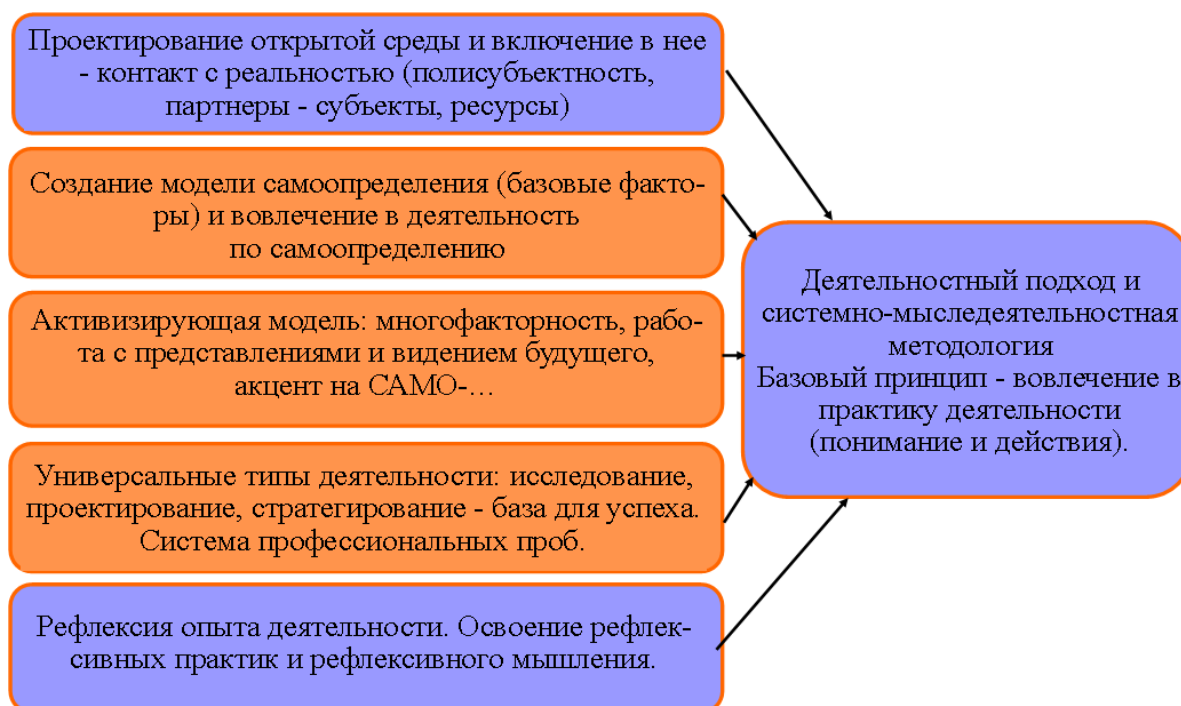 Проектирование открытой среды и включение в нее
- контакт с реальностью (полисубъектность,
партнеры - субъекты, ресурсы)
Создание модели самоопределения (базовые факто-
ры) и вовлечение в деятельность
по самоопределению
Активизирующая модель: многофакторность, рабо-
та с представлениями и видением будущего,
акцент на САМО-…
Универсальные типы деятельности: исследование,
проектирование, стратегирование - база для успеха.
Система профессиональных проб.
Рефлексия опыта деятельности. Освоение рефлек-
сивных практик и рефлексивного мышления.
Деятельностный подход и
системно-мыследеятельностная
методология
Базовый принцип - вовлечение в
практику деятельности
(понимание и действия).